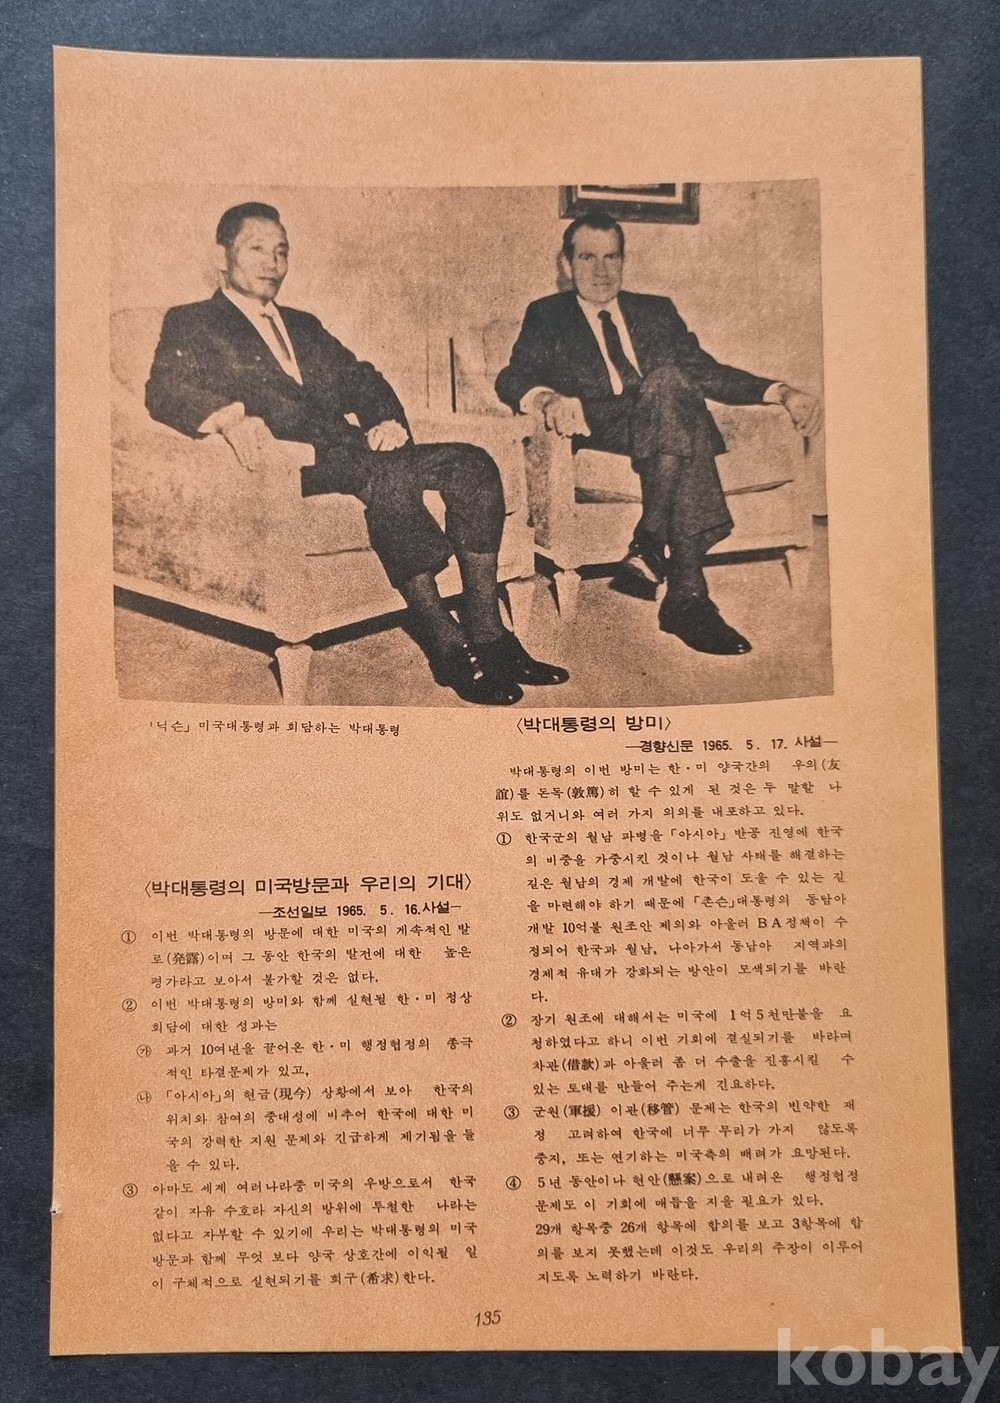 「닉슨」 미국대통령과 회담하는 박대통령
〈박대통령의 미국방문과 우리의 기대〉
—조선일보 1965. 5. 16.사설—
① 이번 박대통령의 방문에 대한 미국의 계속적인 발
로(発露)이며 그 동안 한국의 발전에 대한 높은
평가라고 보아서 불가할 것은 없다.
② 이번 박대통령의 방미와 함께 실현될 한·미 정상
회담에 대한 성과는
㉮ 과거 10여년을 끌어온 한·미 행정협정의 종극
적인 타결문제가 있고,
㉯ 「아시아」의 현금(現今) 상황에서 보아 한국의
위치와 참여의 중대성에 비추어 한국에 대한 미
국의 강력한 지원 문제와 긴급하게 제기됨을 들
을 수 있다.
③ 아마도 세계 여러나라중 미국의 우방으로서 한국
같이 자유 수호라 자신의 방위에 투철한 나라는
없다고 자부할 수 있기에 우리는 박대통령의 미국
방문과 함께 무엇 보다 양국 상호간에 이익될 일
이 구체적으로 실현되기를 희구(希求)한다.
〈박대통령의 방미〉
—경향신문 1965. 5. 17. 사설—
박대통령의 이번 방미는 한·미 양국간의 우의(友
誼)를 돈독(敦篤)히 할 수 있게 된 것은 두 말할 나
위도 없거니와 여러 가지 의의를 내포하고 있다.
① 한국군의 월남 파병을 「아시아」 반공 진영에 한국
의 비중을 가중시킨 것이나 월남 사태를 해결하는
길은 월남의 경제 개발에 한국이 도울 수 있는 길
을 마련해야 하기 때문에 「존슨」대통령의 동남아
개발 10억불 원조안 제의와 아울러 BA정책이 수
정되어 한국과 월남, 나아가서 동남아 지역과의
경제적 유대가 강화되는 방안이 모색되기를 바란
다.
② 장기 원조에 대해서는 미국에 1억 5천만불을 요
청하였다고 하니 이번 기회에 결실되기를 바라며
차관(借款)과 아울러 좀 더 수출을 진흥시킬 수
있는 토대를 만들어 주는게 긴요하다.
③ 군원(軍援) 이관(移管) 문제는 한국의 빈약한 재
정 고려하여 한국에 너무 무리가 가지 않도록
중지, 또는 연기하는 미국측의 배려가 요망된다.
④ 5년 동안이나 현안(懸案)으로 내려온 행정협정
문제도 이 기회에 매듭을 지을 필요가 있다.
29개 항목중 26개 항목에 합의를 보고 3항목에 합
의를 보지 못했는데 이것도 우리의 주장이 이루어
지도록 노력하기 바란다.
135
kobay